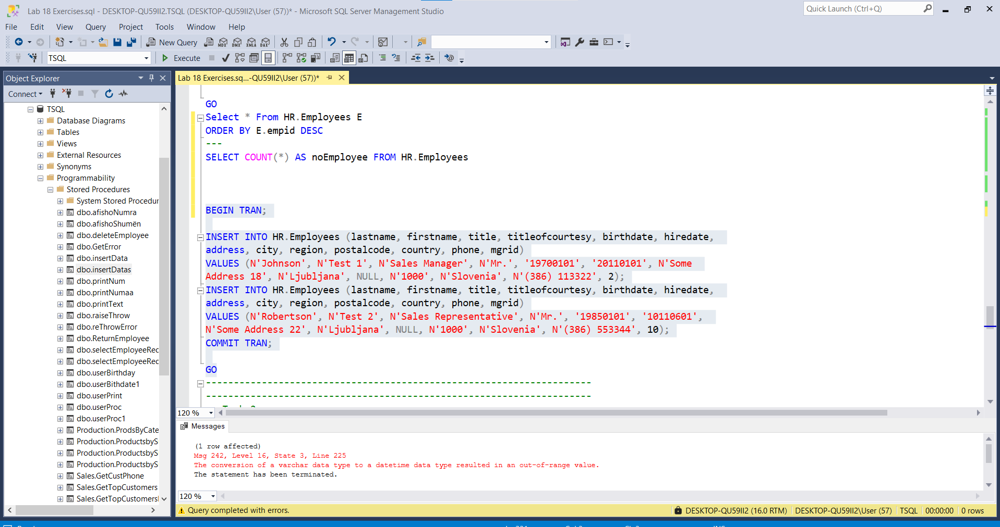 Lab 18 Exercises.sql - DESKTOP-QU59II2.TSQL (DESKTOP-QU59II2\User (57))* - Microsoft SQL Server Management Studio
Quick Launch (Ctrl+Q)
File Edit View Query Project Tools Window Help
New Query MDX DMX XMLA DAX
TSQL Execute
Object Explorer
Connect
TSQL
Database Diagrams
Tables
Views
External Resources
Synonyms
Programmability
Stored Procedures
System Stored Procedur
dbo.afishoNumra
dbo.afishoShumën
dbo.deleteEmployee
dbo.GetError
dbo.insertData
dbo.insertDatas
dbo.printNum
dbo.printNumaa
dbo.printText
dbo.raiseThrow
dbo.reThrowError
dbo.ReturnEmployee
dbo.selectEmployeeRec
dbo.selectEmployeeRec
dbo.userBirthday
dbo.userBithdate1
dbo.userPrint
dbo.userProc
dbo.userProc1
Production.ProdsByCate
Production.ProductsbyS
Production.ProductsbyS
Production.ProductsbyS
Sales.GetCustPhone
Sales.GetTopCustomers
Sales.GetTopCustomersI
Lab 18 Exercises.sq...-QU59II2\User (57))*
GO
Select * From HR.Employees E
ORDER BY E.empid DESC
---
SELECT COUNT(*) AS noEmployee FROM HR.Employees
BEGIN TRAN;
INSERT INTO HR.Employees (lastname, firstname, title, titleofcourtesy, birthdate, hiredate,
address, city, region, postalcode, country, phone, mgrid)
VALUES (N'Johnson', N'Test 1', N'Sales Manager', N'Mr.', '19700101', '20110101', N'Some
Address 18', N'Ljubljana', NULL, N'1000', N'Slovenia', N'(386) 113322', 2);
INSERT INTO HR.Employees (lastname, firstname, title, titleofcourtesy, birthdate, hiredate,
address, city, region, postalcode, country, phone, mgrid)
VALUES (N'Robertson', N'Test 2', N'Sales Representative', N'Mr.', '19850101', '10110601',
N'Some Address 22', N'Ljubljana', NULL, N'1000', N'Slovenia', N'(386) 553344', 10);
COMMIT TRAN;
GO
---------------------------------------------------------------------
---------------------------------------------------------------------
120 %
Messages
(1 row affected)
Msg 242, Level 16, State 3, Line 225
The conversion of a varchar data type to a datetime data type resulted in an out-of-range value.
The statement has been terminated.
120 %
Query completed with errors.
DESKTOP-QU59II2 (16.0 RTM) DESKTOP-QU59II2\User (57) TSQL 00:00:00 0 rows